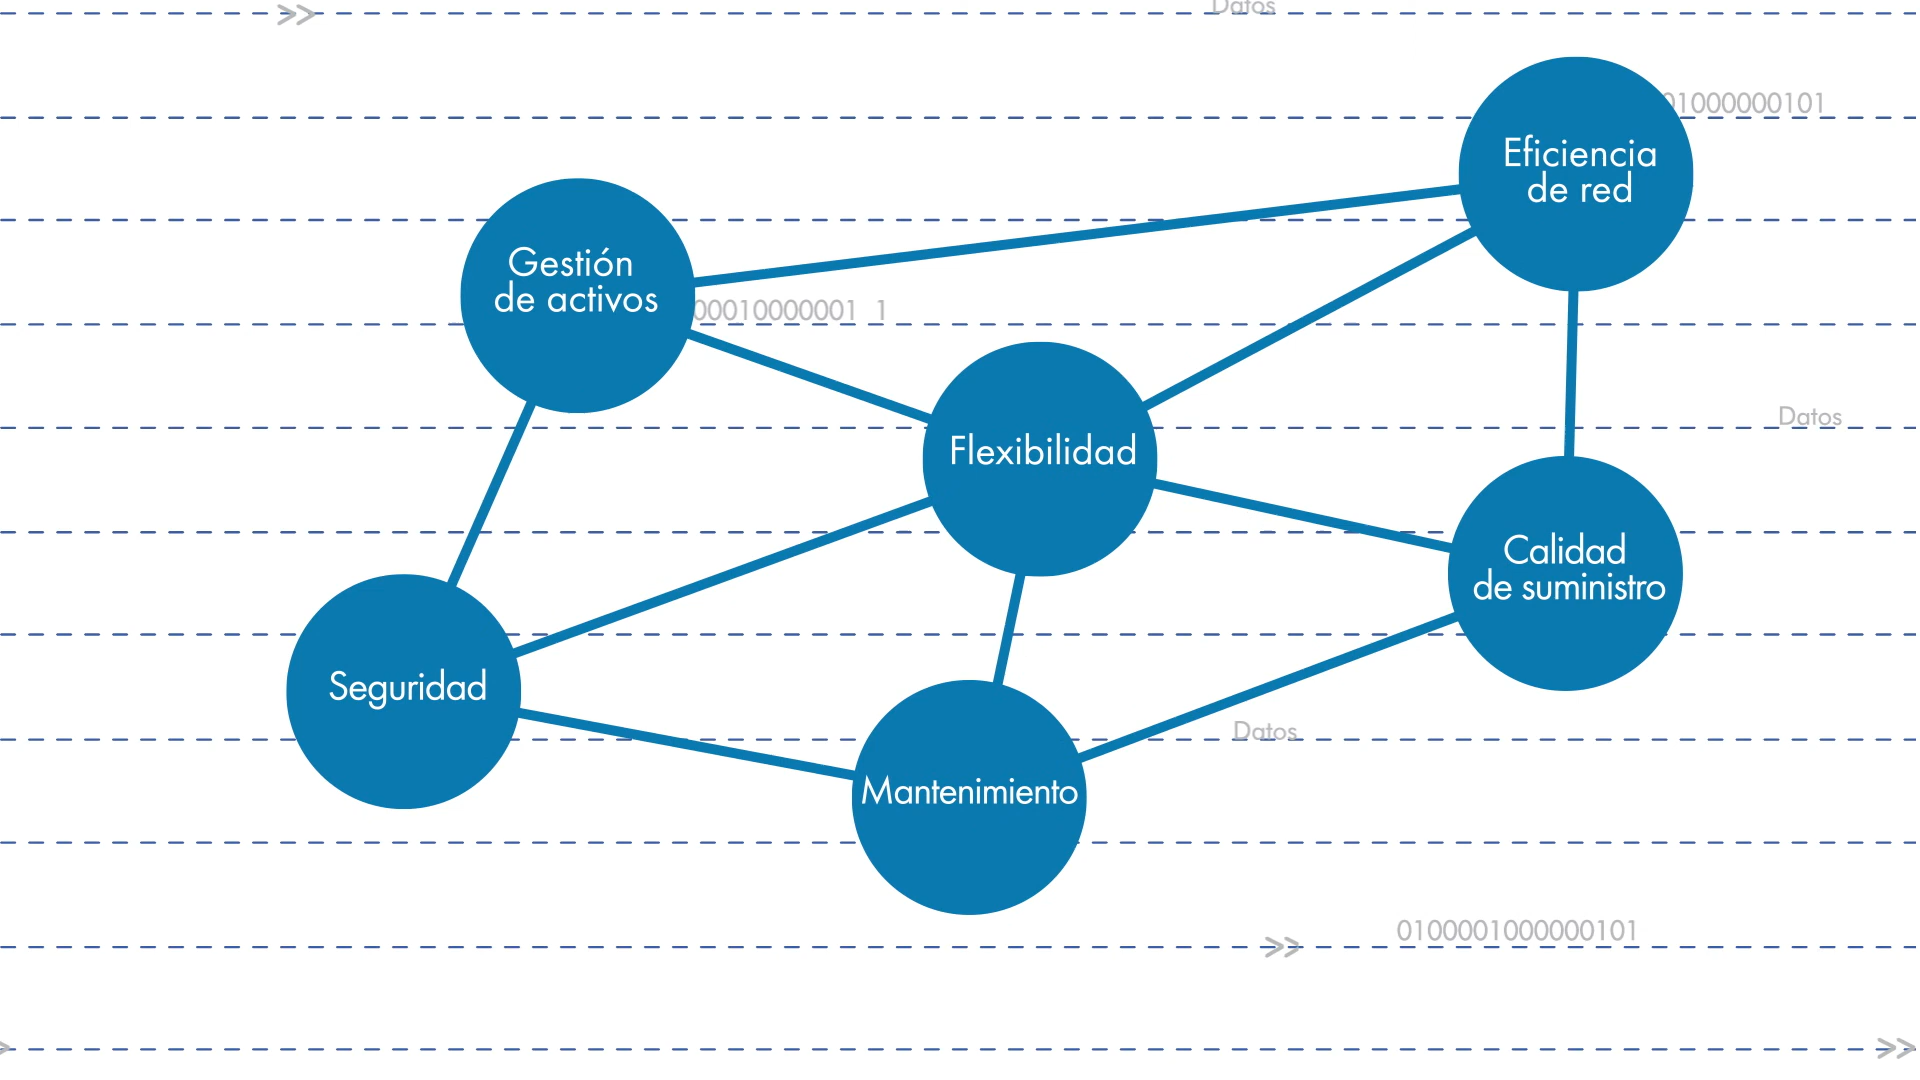 Datos
01000000101
Eficiencia
de red
Gestión
de activos
00010000001 1
Datos
Flexibilidad
Calidad
de suministro
Seguridad
Datos
Mantenimiento
0100001000000101